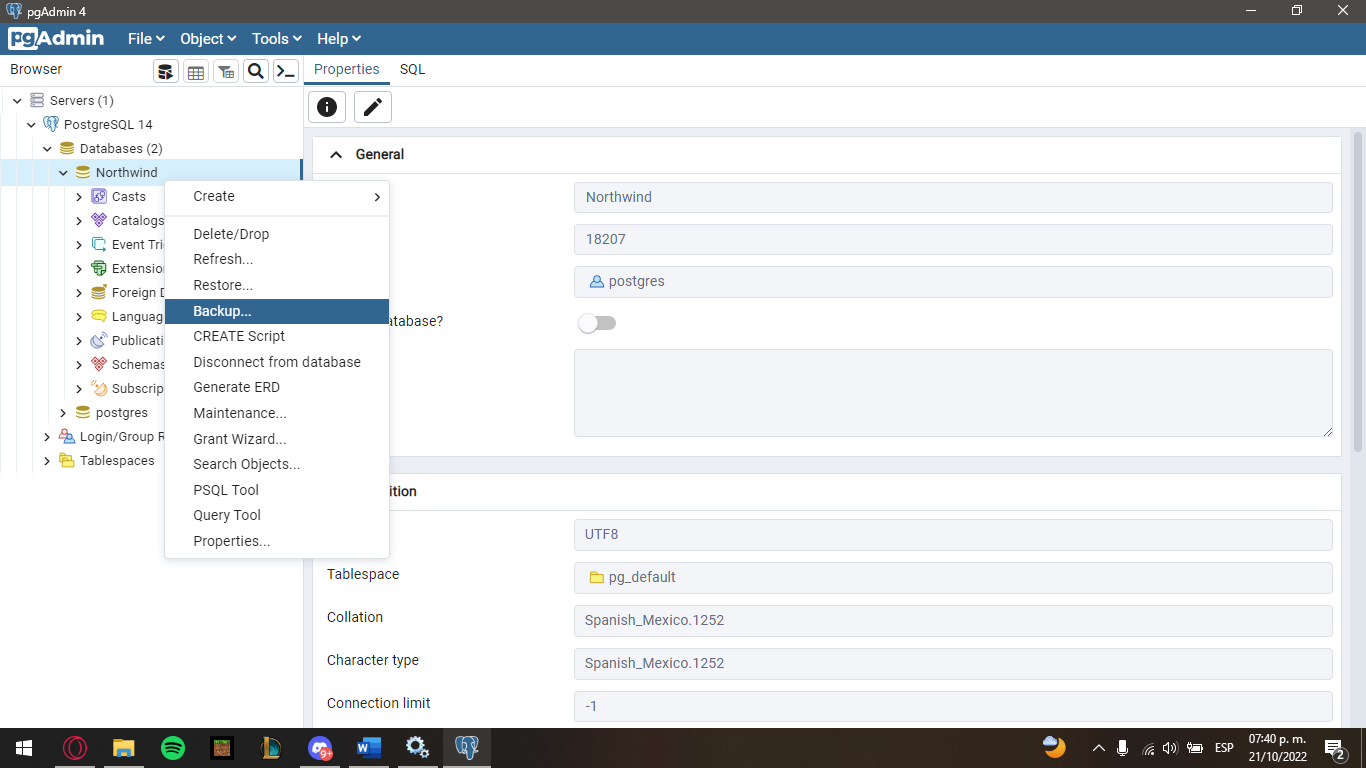 pgAdmin 4
pgAdmin File Object Tools Help
Browser
Properties SQL
Servers (1)
PostgreSQL 14
Databases (2)
Northwind
Casts
Catalogs
Event Tri
Extensio
Foreign D
Languag
Publicati
Schemas
Subscrip
postgres
Login/Group R
Tablespaces
Create
Delete/Drop
Refresh...
Restore...
Backup...
CREATE Script
Disconnect from database
Generate ERD
Maintenance...
Grant Wizard...
Search Objects...
PSQL Tool
Query Tool
Properties...
General
Northwind
18207
postgres
atabase?
ition
UTF8
Tablespace pg_default
Collation Spanish_Mexico.1252
Character type Spanish_Mexico.1252
Connection limit -1
9+
W
ESP
07:40 p. m.
21/10/2022
2